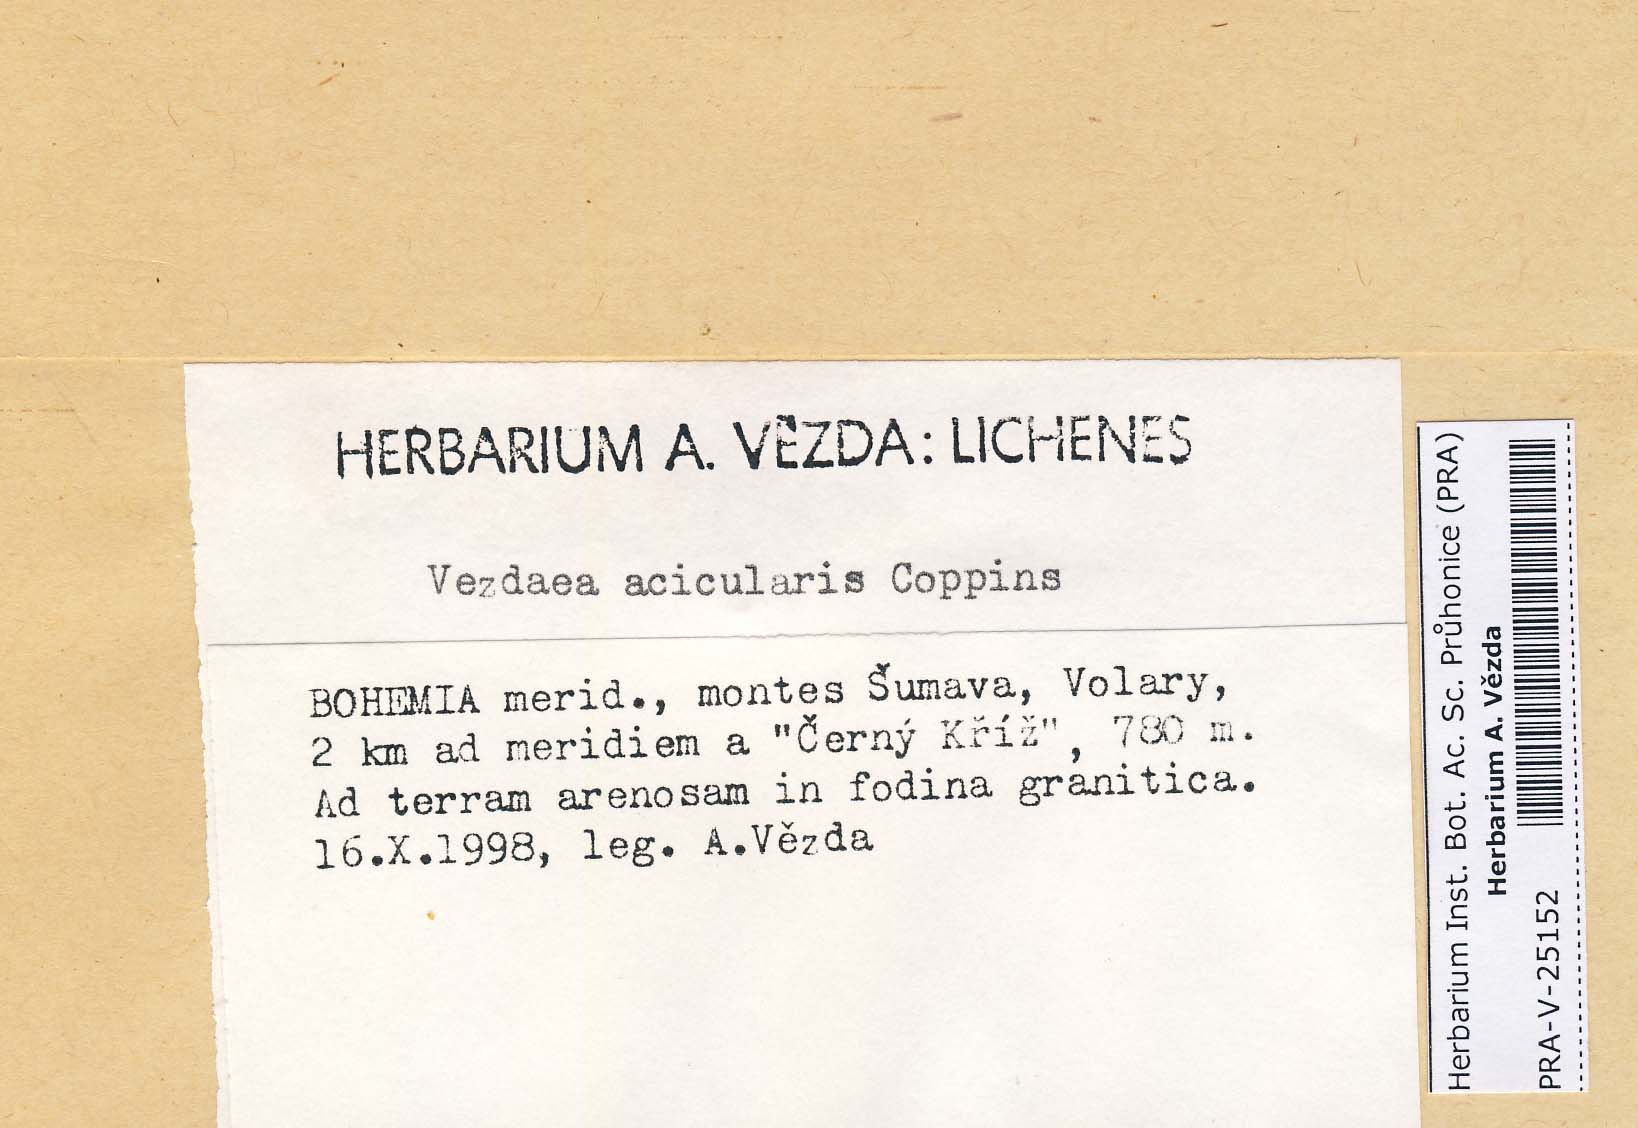 HERBARIUM A. VĚZDA: LICHENES
Vezdaea acicularis Coppins
BOHEMIA merid., montes Šumava, Volary,
2 km ad meridiem a "Černý Kříž", 780 m.
Ad terram arenosam in fodina granitica.
16.X.1998, leg. A.Vězda
Herbarium Inst. Bot. Ac. Sc. Průhonice (PRA)
Herbarium A. Vězda
PRA-V-25152